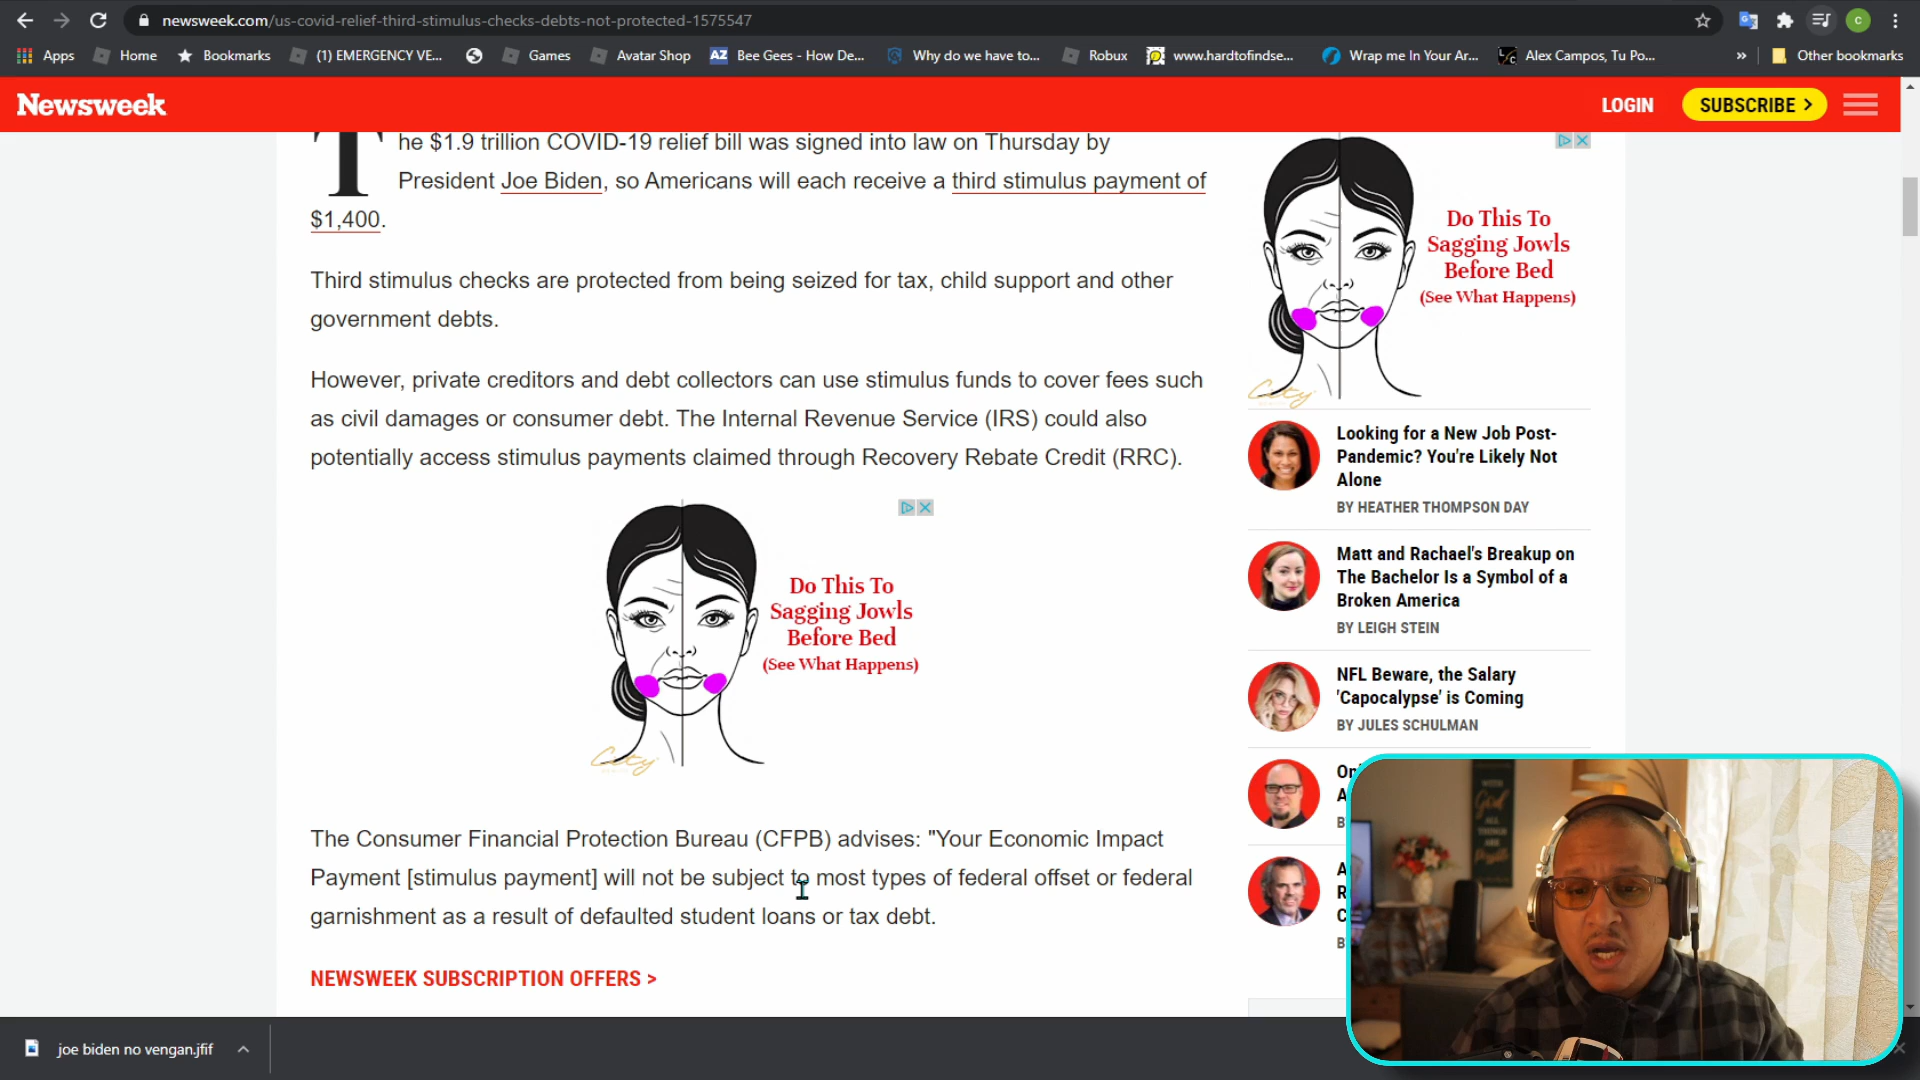 newsweek.com/us-covid-relief-third-stimulus-checks-debts-not-protected-1575547
C
Apps
Home
Bookmarks
(1) EMERGENCY VE...
Games
Avatar Shop
AZ Bee Gees - How De...
Why do we have to...
Robux
www.hardtofindse...
Wrap me In Your Ar...
Alex Campos, Tu Po...
»
Other bookmarks
Newsweek
LOGIN
SUBSCRIBE >
The $1.9 trillion COVID-19 relief bill was signed into law on Thursday by
President Joe Biden, so Americans will each receive a third stimulus payment of
$1,400.
Third stimulus checks are protected from being seized for tax, child support and other
government debts.
However, private creditors and debt collectors can use stimulus funds to cover fees such
as civil damages or consumer debt. The Internal Revenue Service (IRS) could also
potentially access stimulus payments claimed through Recovery Rebate Credit (RRC).
Do This To
Sagging Jowls
Before Bed
(See What Happens)
City
The Consumer Financial Protection Bureau (CFPB) advises: "Your Economic Impact
Payment [stimulus payment] will not be subject to most types of federal offset or federal
garnishment as a result of defaulted student loans or tax debt.
NEWSWEEK SUBSCRIPTION OFFERS >
Do This To
Sagging Jowls
Before Bed
(See What Happens)
City
Looking for a New Job Post-
Pandemic? You're Likely Not
Alone
BY HEATHER THOMPSON DAY
Matt and Rachael's Breakup on
The Bachelor Is a Symbol of a
Broken America
BY LEIGH STEIN
NFL Beware, the Salary
'Capocalypse' is Coming
BY JULES SCHULMAN
WITH
God
ALL
THINGS
ARE
joe biden no vengan.jfif